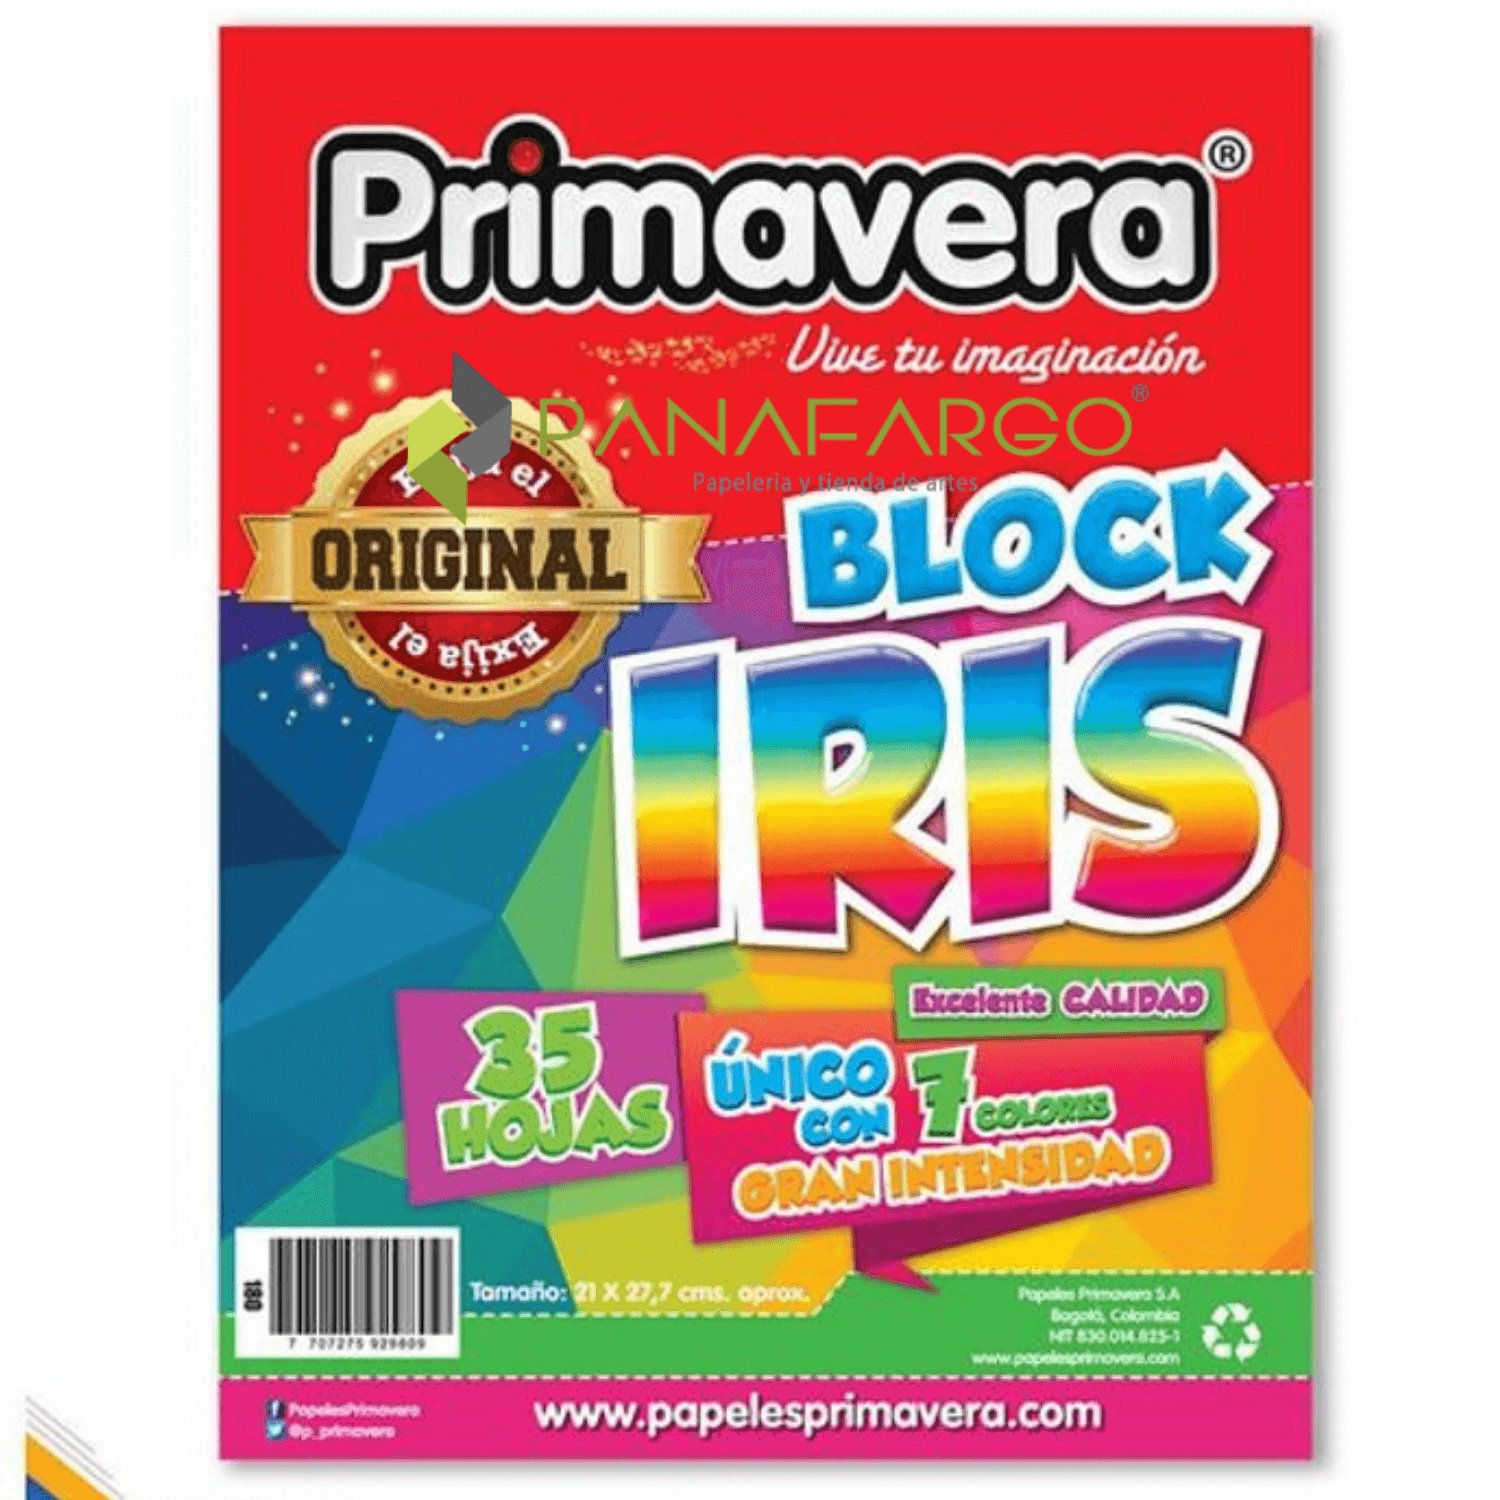 Primavera®
Vive tu imaginación
PANAFARGO®
Papeleria y tienda de artes
el
ORIGINAL
Exija el
BLOCK
IRIS
Excelente CALIDAD
35
HOJAS
ÚNICO
CON
7 COLORES
GRAN INTENSIDAD
180
7 707275 929809
Tamaño: 21 X 27,7 cms. aprox.
Papeles Primavera S.A
Bogotá, Colombia
NIT 830.014.825-1
www.papelesprimavera.com
PapelesPrimavera
@p_primavera
www.papelesprimavera.com